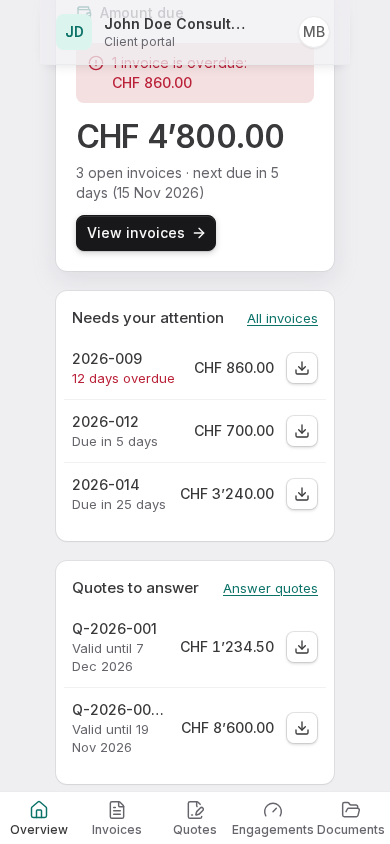 Amount due
JD
John Doe Consult…
Client portal
MB
1 invoice is overdue:
CHF 860.00
CHF 4’800.00
3 open invoices · next due in 5
days (15 Nov 2026)
View invoices
Needs your attention
All invoices
2026-009
12 days overdue
CHF 860.00
2026-012
Due in 5 days
CHF 700.00
2026-014
Due in 25 days
CHF 3’240.00
Quotes to answer
Answer quotes
Q-2026-001
Valid until 7
Dec 2026
CHF 1’234.50
Q-2026-00…
Valid until 19
Nov 2026
CHF 8’600.00
Overview
Invoices
Quotes
Engagements
Documents